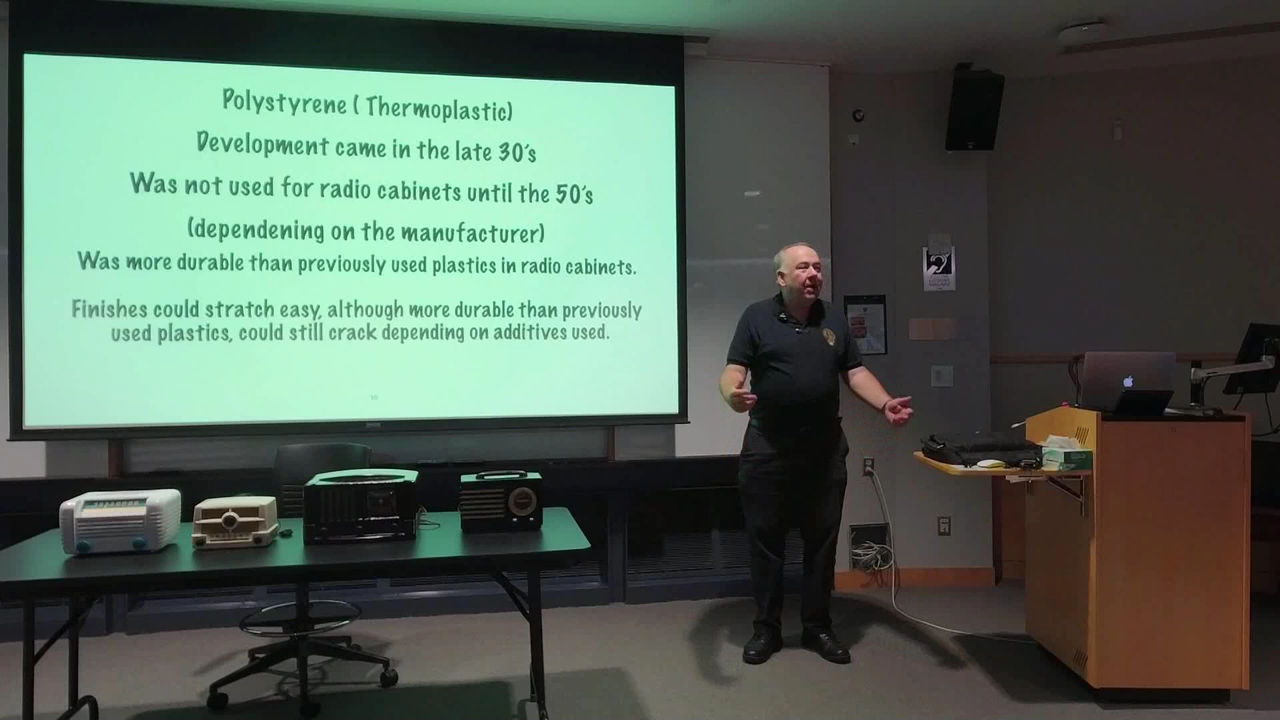 Polystyrene ( Thermoplastic)
Development came in the late 30's
Was not used for radio cabinets until the 50's
(dependening on the manufacturer)
Was more durable than previously used plastics in radio cabinets.
Finishes could stretch easy, although more durable than previously
used plastics, could still crack depending on additives used.